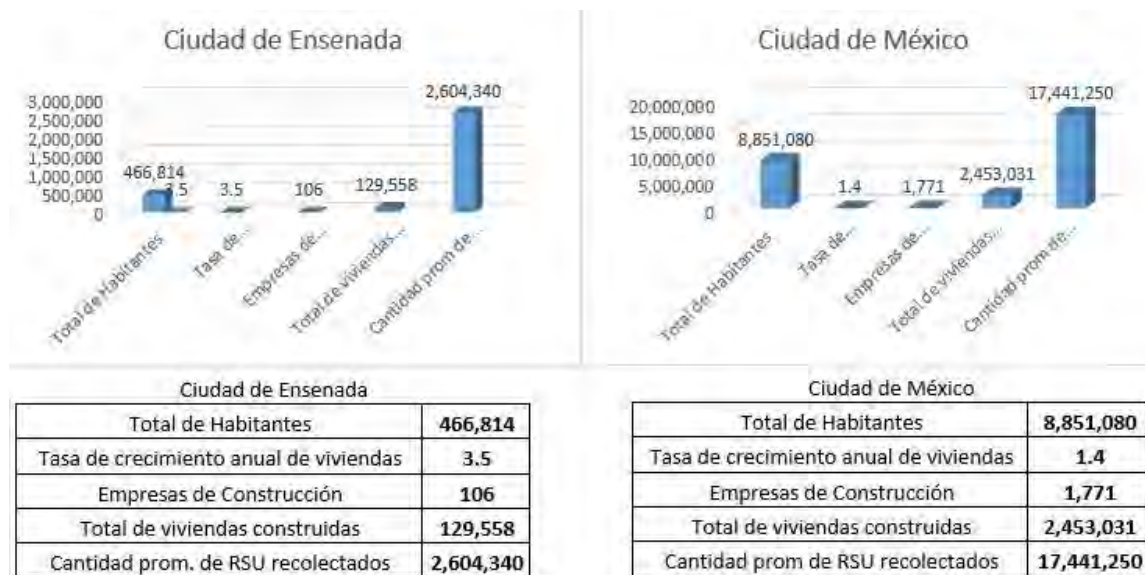 Ciudad de Ensenada
3,000,000
2,500,000
2,000,000
1,500,000
1,000,000
500,000
0
466,814
3.5
3.5
106
129,558
2,604,340
Total de Habitantes
Tasa de...
Empresas de...
Total de viviendas...
Cantidad prom de...
Ciudad de México
20,000,000
15,000,000
10,000,000
5,000,000
0
8,851,080
1.4
1,771
2,453,031
17,441,250
Total de Habitantes
Tasa de...
Empresas de...
Total de viviendas...
Cantidad prom de...
Ciudad de Ensenada
Total de Habitantes 466,814
Tasa de crecimiento anual de viviendas 3.5
Empresas de Construcción 106
Total de viviendas construidas 129,558
Cantidad prom. de RSU recolectados 2,604,340
Ciudad de México
Total de Habitantes 8,851,080
Tasa de crecimiento anual de viviendas 1.4
Empresas de Construcción 1,771
Total de viviendas construidas 2,453,031
Cantidad prom de RSU recolectados 17,441,250